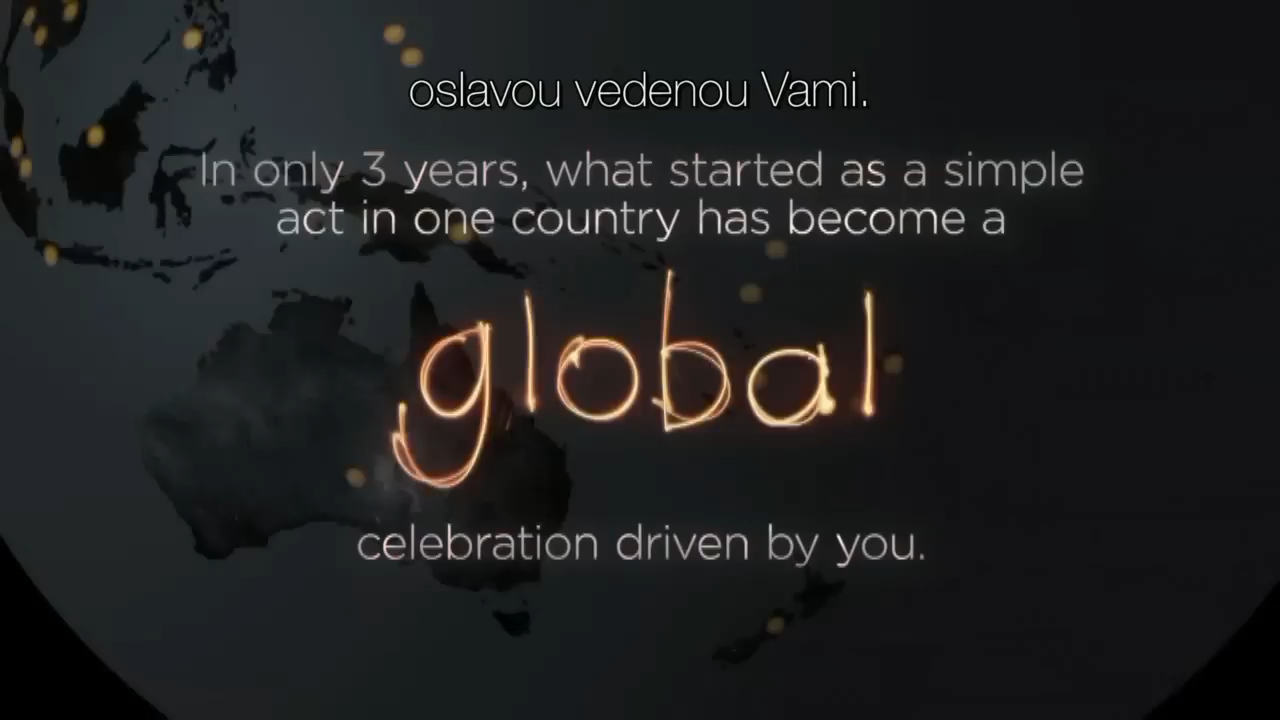 oslavou vedenou Vami.
In only 3 years, what started as a simple
act in one country has become a
global
celebration driven by you.